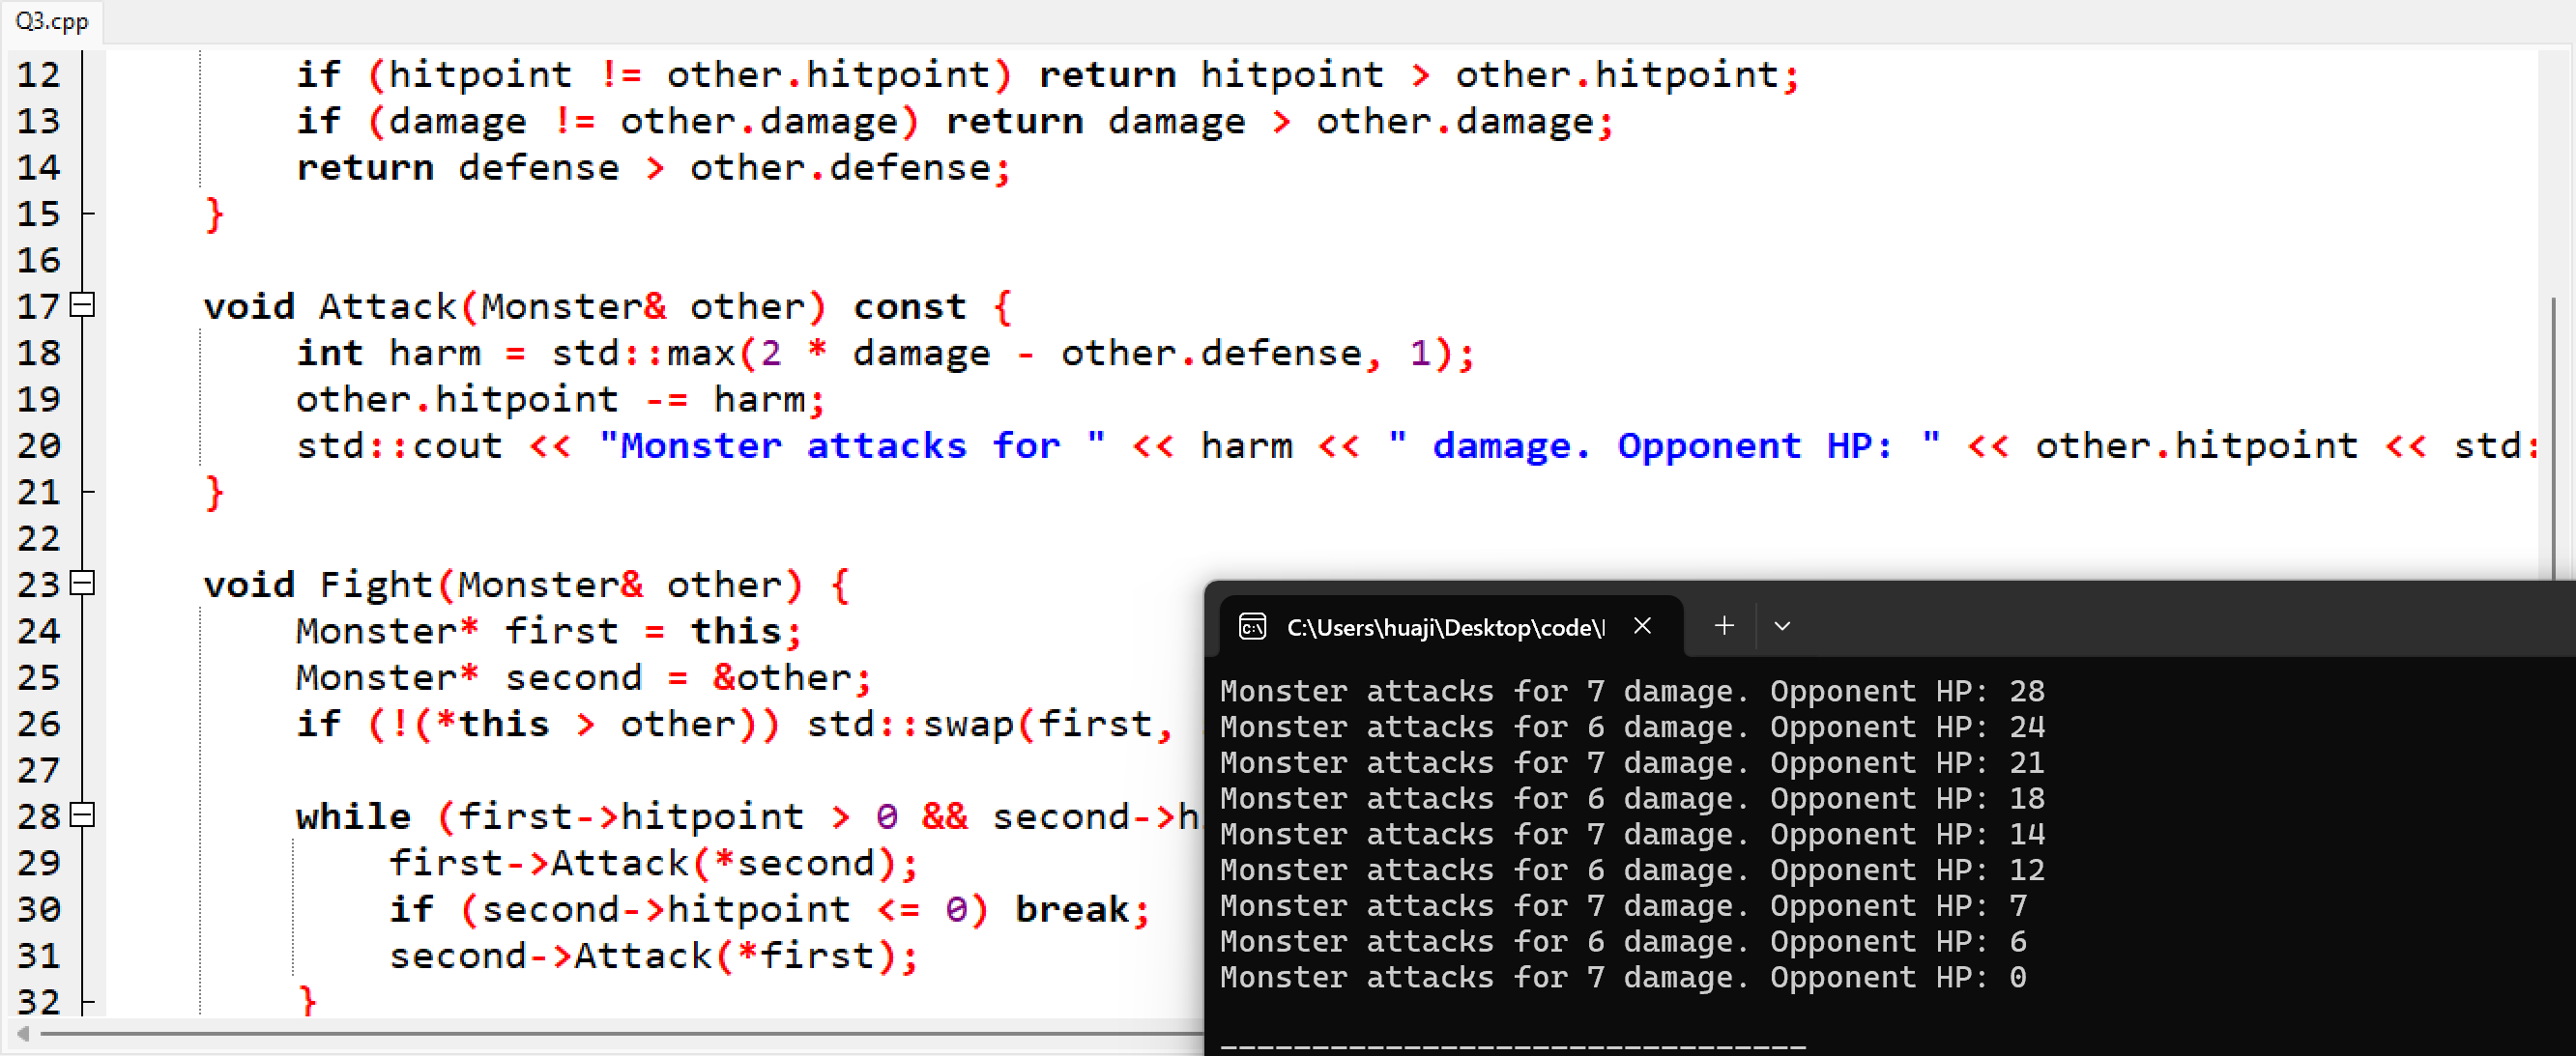 Q3.cpp
12 if (hitpoint != other.hitpoint) return hitpoint > other.hitpoint;
13 if (damage != other.damage) return damage > other.damage;
14 return defense > other.defense;
15 }
16
17 void Attack(Monster& other) const {
18 int harm = std::max(2 * damage - other.defense, 1);
19 other.hitpoint -= harm;
20 std::cout << "Monster attacks for " << harm << " damage. Opponent HP: " << other.hitpoint << std:
21 }
22
23 void Fight(Monster& other) {
24 Monster* first = this;
25 Monster* second = &other;
26 if (!(*this > other)) std::swap(first,
27
28 while (first->hitpoint > 0 && second->h
29 first->Attack(*second);
30 if (second->hitpoint <= 0) break;
31 second->Attack(*first);
32 }
C:\Users\huaji\Desktop\code\
Monster attacks for 7 damage. Opponent HP: 28
Monster attacks for 6 damage. Opponent HP: 24
Monster attacks for 7 damage. Opponent HP: 21
Monster attacks for 6 damage. Opponent HP: 18
Monster attacks for 7 damage. Opponent HP: 14
Monster attacks for 6 damage. Opponent HP: 12
Monster attacks for 7 damage. Opponent HP: 7
Monster attacks for 6 damage. Opponent HP: 6
Monster attacks for 7 damage. Opponent HP: 0
--------------------------------